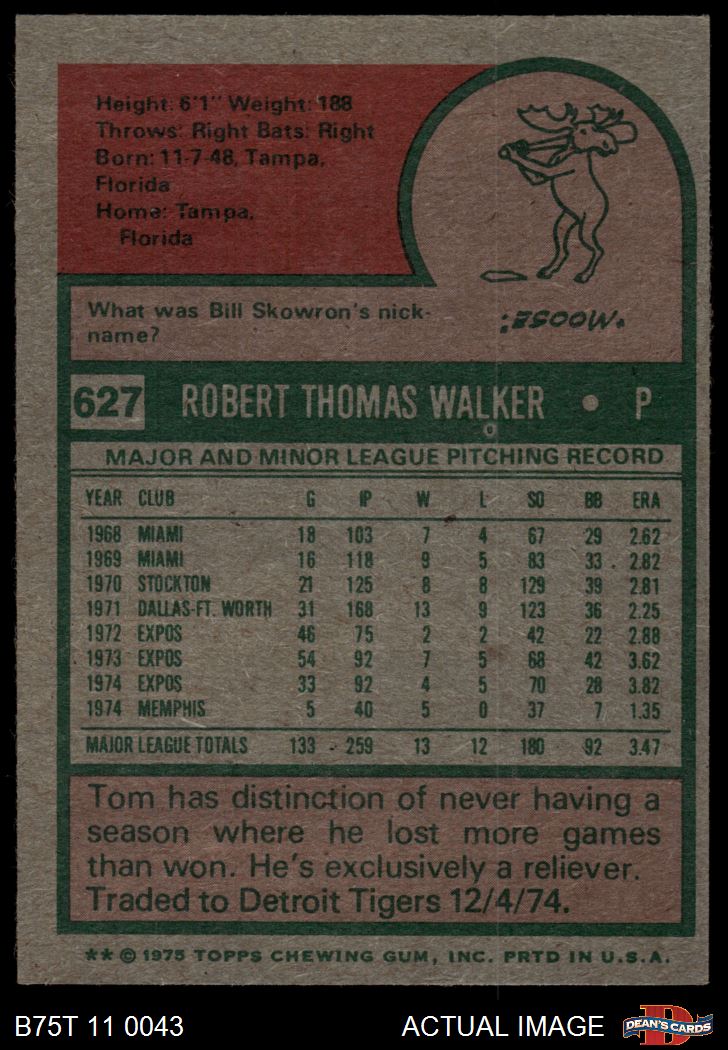 Height: 6'1" Weight: 188
Throws: Right Bats: Right
Born: 11-7-48, Tampa,
Florida
Home: Tampa,
Florida
What was Bill Skowron's nick-
name?
"MOOSE."
627 ROBERT THOMAS WALKER • P
MAJOR AND MINOR LEAGUE PITCHING RECORD
YEAR CLUB G IP W L SO BB ERA
1968 MIAMI 18 103 7 4 67 29 2.62
1969 MIAMI 16 118 9 5 83 33 2.82
1970 STOCKTON 21 125 8 8 129 39 2.81
1971 DALLAS-FT. WORTH 31 168 13 9 123 36 2.25
1972 EXPOS 46 75 2 2 42 22 2.88
1973 EXPOS 54 92 7 5 68 42 3.62
1974 EXPOS 33 92 4 5 70 28 3.82
1974 MEMPHIS 5 40 5 0 37 7 1.35
MAJOR LEAGUE TOTALS 133 259 13 12 180 92 3.47
Tom has distinction of never having a
season where he lost more games
than won. He's exclusively a reliever.
Traded to Detroit Tigers 12/4/74.
** © 1975 TOPPS CHEWING GUM, INC. PRTD IN U.S.A.
B75T 11 0043 ACTUAL IMAGE
D
DEAN'S CARDS